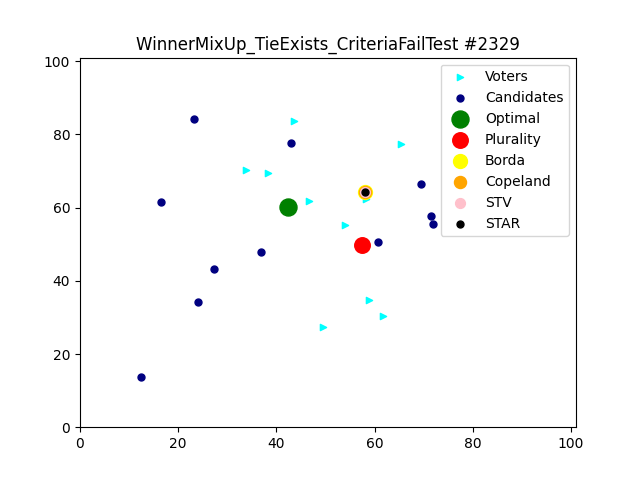 WinnerMixUp_TieExists_CriteriaFailTest #2329
100
80
60
40
20
0
0 20 40 60 80 100
Voters
Candidates
Optimal
Plurality
Borda
Copeland
STV
STAR